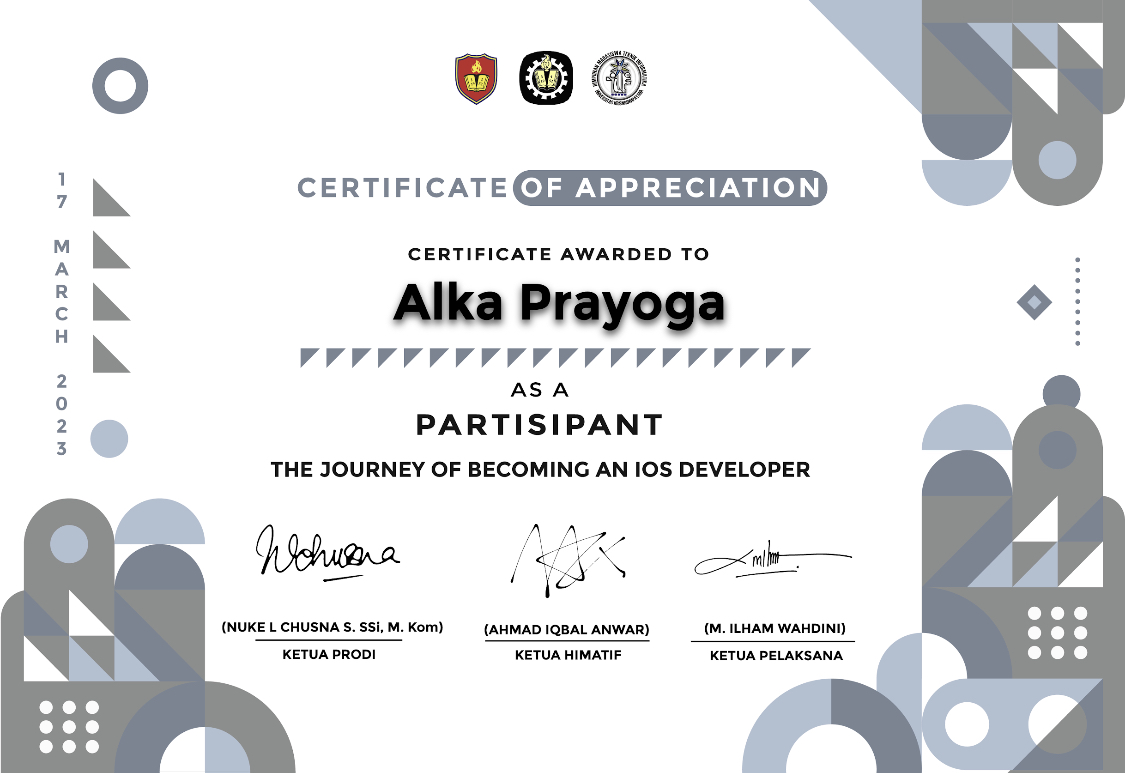 CERTIFICATE OF APPRECIATION
17 MARCH 2023
CERTIFICATE AWARDED TO
Alka Prayoga
AS A
PARTISIPANT
THE JOURNEY OF BECOMING AN IOS DEVELOPER
(NUKE L CHUSNA S. SSi, M. Kom)
KETUA PRODI
(AHMAD IQBAL ANWAR)
KETUA HIMATIF
(M. ILHAM WAHDINI)
KETUA PELAKSANA